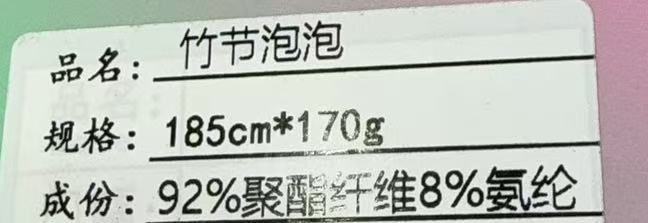 品名: 竹节泡泡
规格: 185cm*170g
成份: 92%聚酯纤维8%氨纶